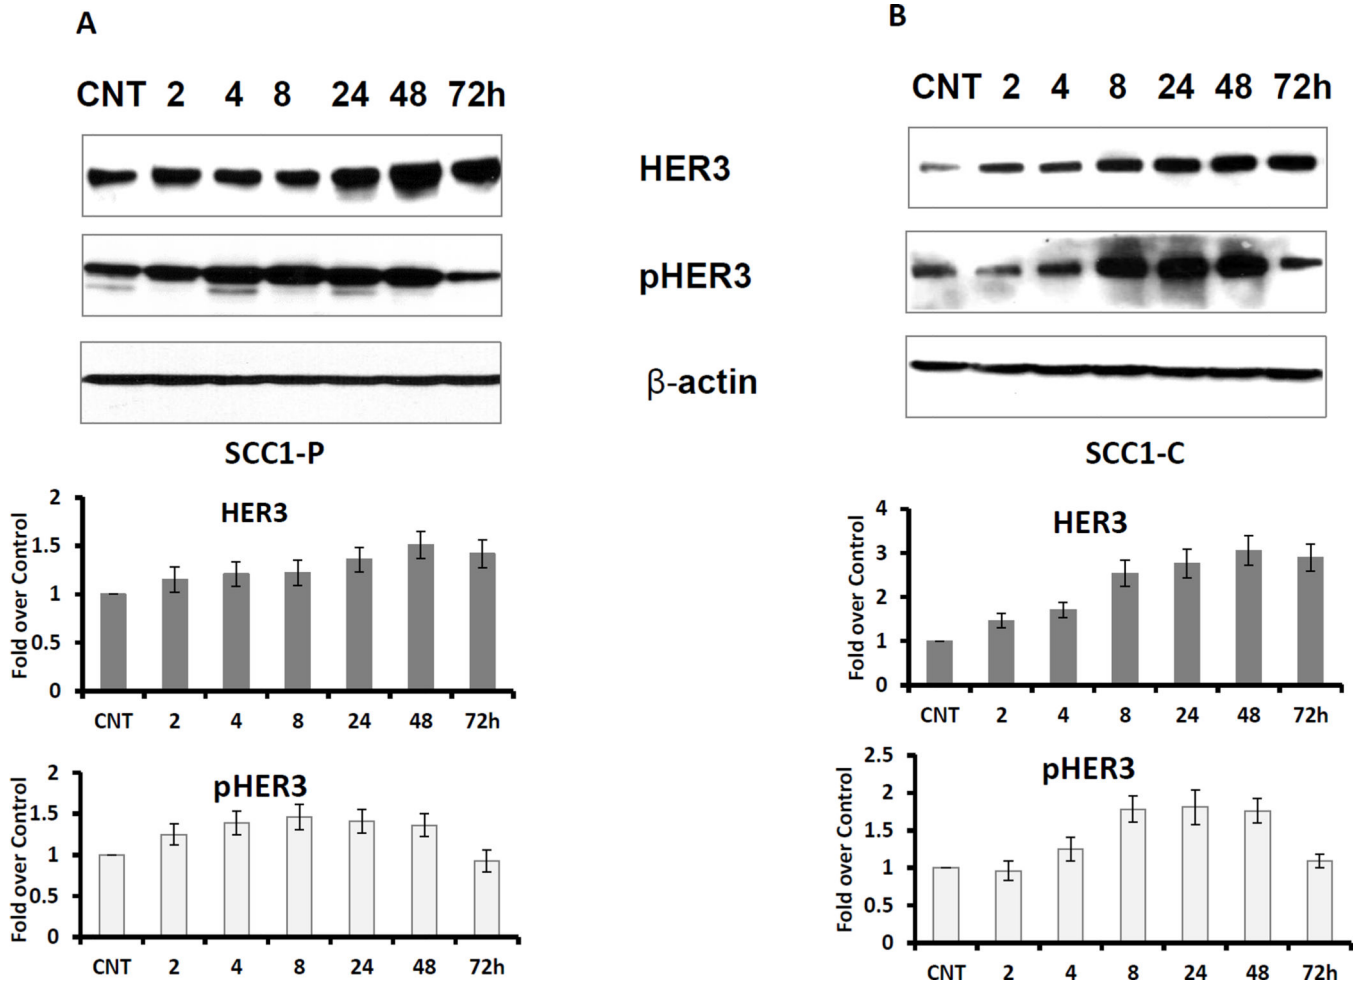 A
B
CNT 2 4 8 24 48 72h
CNT 2 4 8 24 48 72h
HER3
pHER3
β-actin
SCC1-P
SCC1-C
HER3
Fold over Control
2
1.5
1
0.5
0
CNT 2 4 8 24 48 72h
HER3
Fold over Control
4
3
2
1
0
CNT 2 4 8 24 48 72h
pHER3
Fold over Control
2
1.5
1
0.5
0
CNT 2 4 8 24 48 72h
pHER3
Fold over Control
2.5
2
1.5
1
0.5
0
CNT 2 4 8 24 48 72h